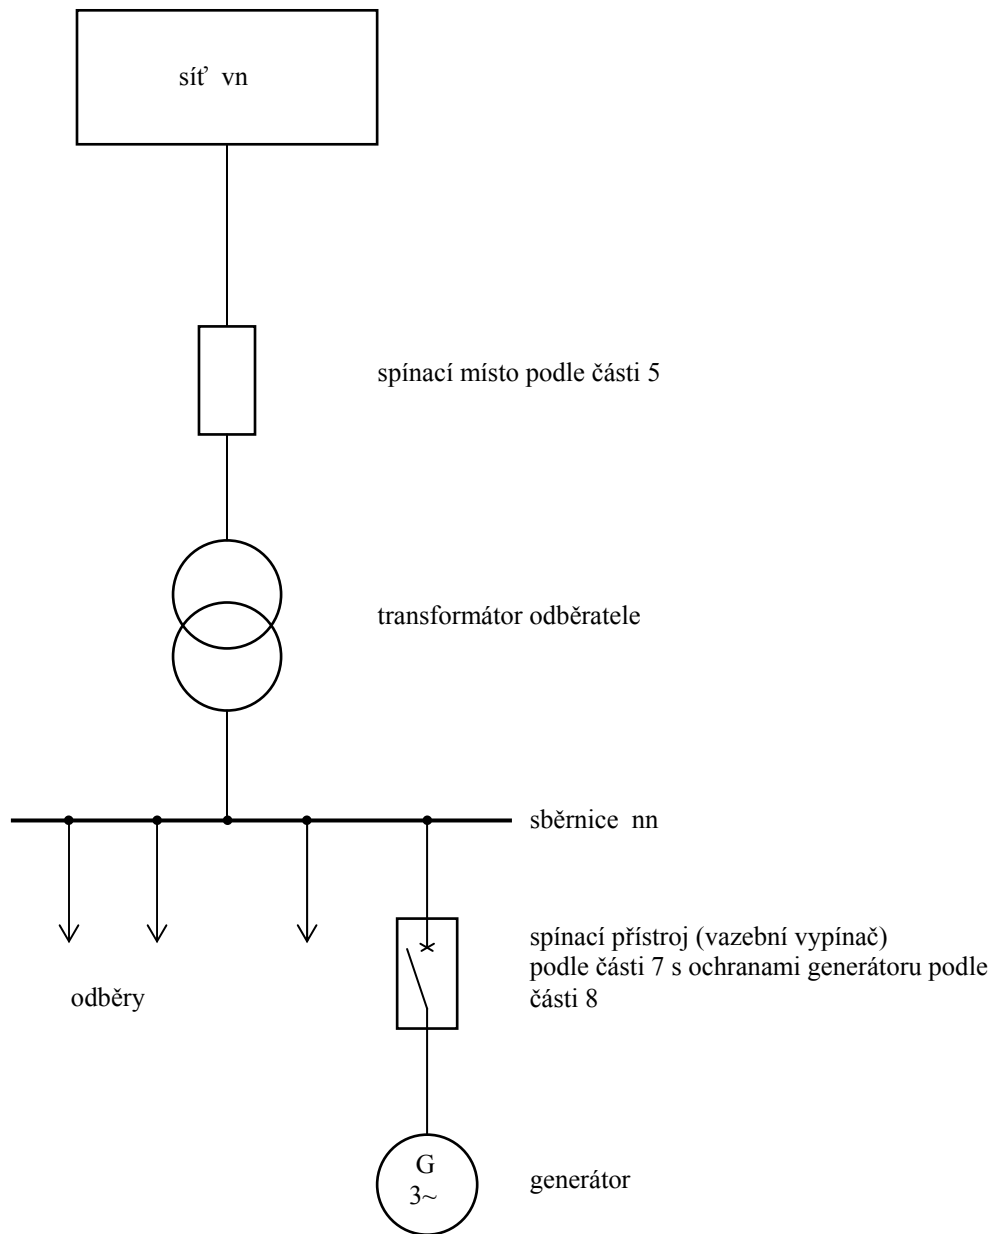 síť vn
spínací místo podle části 5
transformátor odběratele
sběrnice nn
spínací přístroj (vazební vypínač)
podle části 7 s ochranami generátoru podle
části 8
odběry
G
3~
generátor